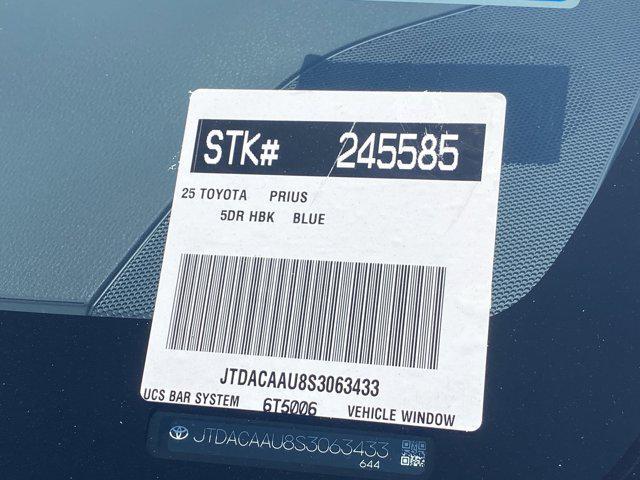 STK# 245585
25 TOYOTA PRIUS
5DR HBK BLUE
JTDACAAU8S3063433
UCS BAR SYSTEM 6T5006 VEHICLE WINDOW
JTDACAAU8S3063433
644